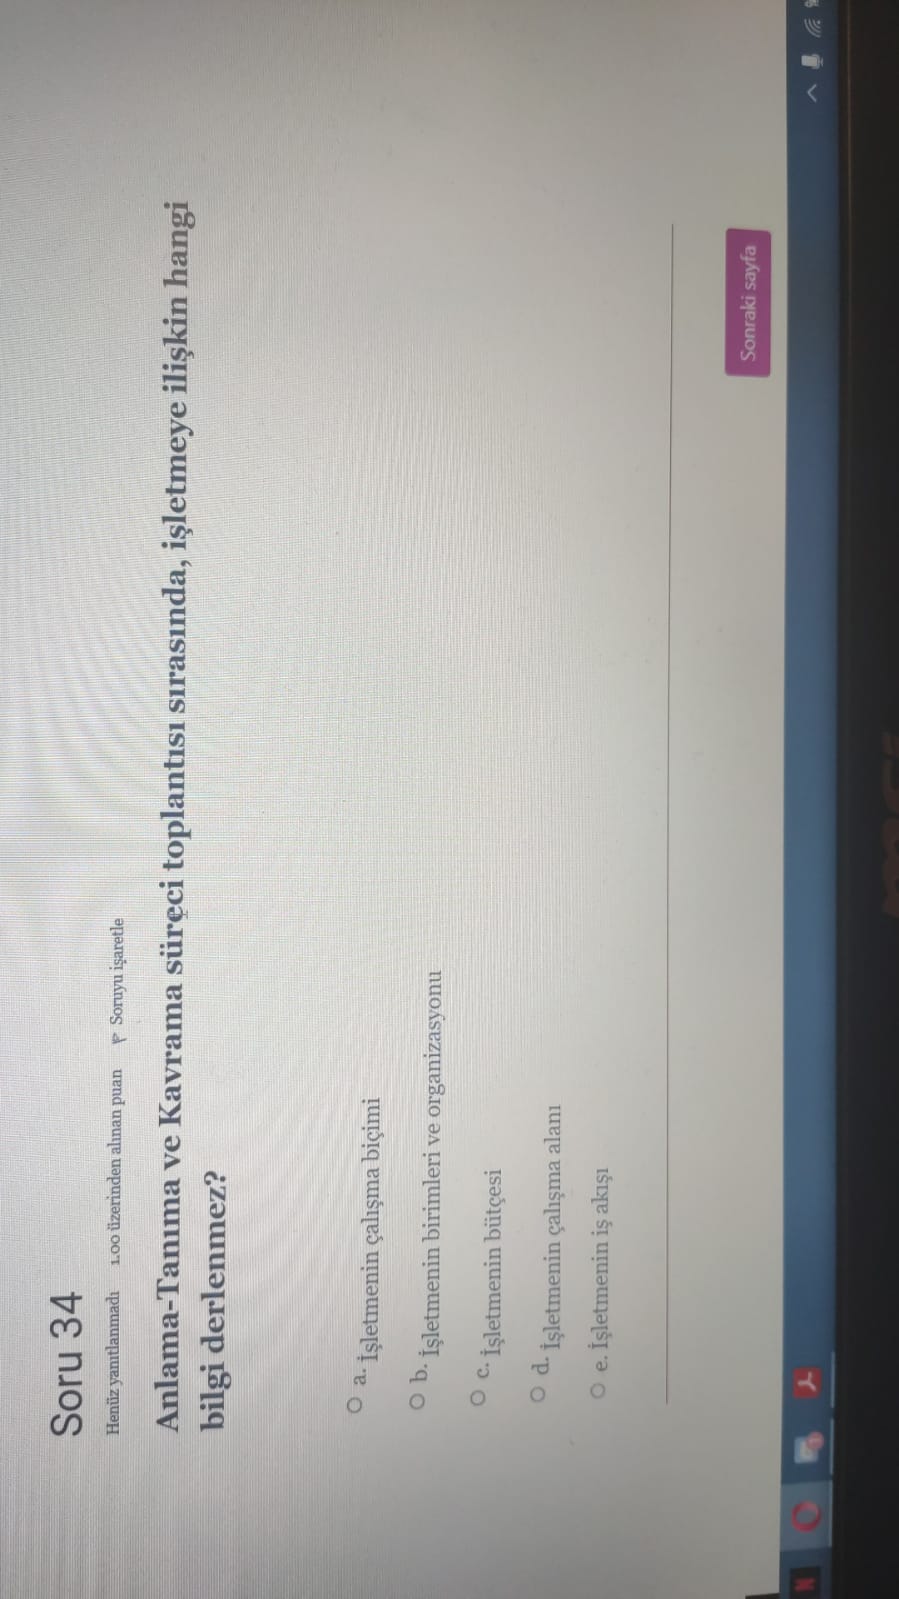 Soru 34
Henüz yanıtlanmadı 1.00 üzerinden alınan puan Soruyu işaretle
Anlama-Tanıma ve Kavrama süreci toplantısı sırasında, işletmeye ilişkin hangi
bilgi derlenmez?
a. İşletmenin çalışma biçimi
b. İşletmenin birimleri ve organizasyonu
c. İşletmenin bütçesi
d. İşletmenin çalışma alanı
e. İşletmenin iş akışı
Sonraki sayfa